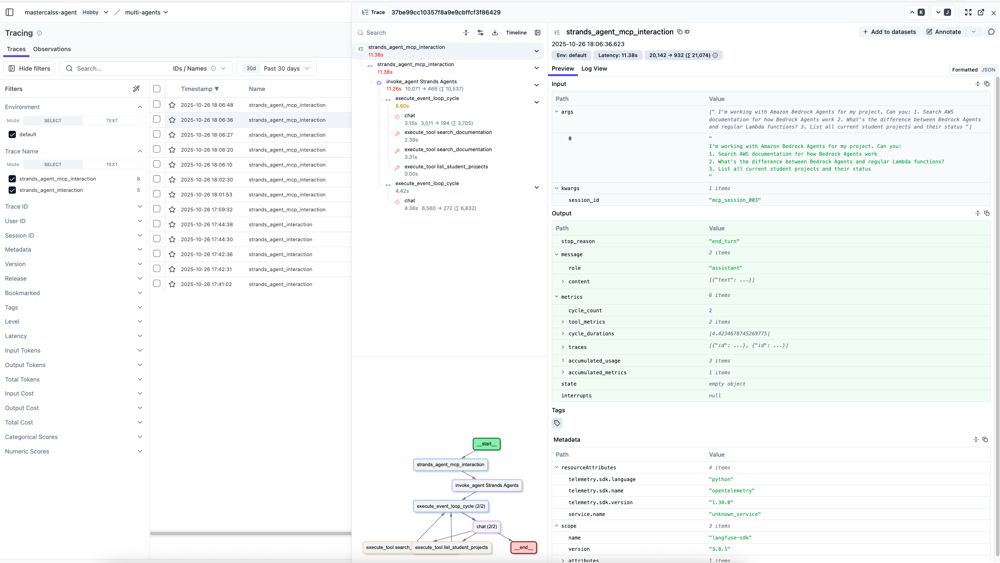 mastercalss-agent Hobby / multi-agents
Tracing
Traces Observations
Hide filters Search... IDs / Names 30d Past 30 days
Filters
Environment
Mode: SELECT TEXT
default
Trace Name
Mode: SELECT TEXT
strands_agent_mcp_interaction 8
strands_agent_interaction 5
Trace ID
User ID
Session ID
Metadata
Version
Release
Bookmarked
Tags
Level
Latency
Input Tokens
Output Tokens
Total Tokens
Input Cost
Output Cost
Total Cost
Categorical Scores
Numeric Scores
Timestamp ▼ Name
2025-10-26 18:06:48 strands_agent_mcp_interaction
2025-10-26 18:06:36 strands_agent_mcp_interaction
2025-10-26 18:06:27 strands_agent_mcp_interaction
2025-10-26 18:06:20 strands_agent_mcp_interaction
2025-10-26 18:06:10 strands_agent_mcp_interaction
2025-10-26 18:02:30 strands_agent_mcp_interaction
2025-10-26 18:01:53 strands_agent_mcp_interaction
2025-10-26 17:59:32 strands_agent_mcp_interaction
2025-10-26 17:44:38 strands_agent_interaction
2025-10-26 17:44:30 strands_agent_interaction
2025-10-26 17:42:36 strands_agent_interaction
2025-10-26 17:42:31 strands_agent_interaction
2025-10-26 17:41:02 strands_agent_interaction
Trace 37be99cc10357f8a9e9cbffcf3f86429
K J
Search Timeline
strands_agent_mcp_interaction
11.38s
strands_agent_mcp_interaction
11.38s
invoke_agent Strands Agents
11.26s 10,071 → 466 (∑ 10,537)
execute_event_loop_cycle
6.60s
chat
3.15s 3,511 → 194 (∑ 3,705)
execute_tool search_documentation
2.39s
execute_tool search_documentation
3.31s
execute_tool list_student_projects
0.00s
execute_event_loop_cycle
4.42s
chat
4.36s 6,560 → 272 (∑ 6,832)
__start__
strands_agent_mcp_interaction
invoke_agent Strands Agents
execute_event_loop_cycle (2/2)
chat (2/2)
execute_tool search_ execute_tool list_student_projects __end__
strands_agent_mcp_interaction ID
Add to datasets Annotate
2025-10-26 18:06:36.623
Env: default Latency: 11.38s 20,142 → 932 (∑ 21,074)
Preview Log View
Formatted JSON
Input
Path Value
args [" I'm working with Amazon Bedrock Agents for my project. Can you: 1. Search AWS
documentation for how Bedrock Agents work 2. What's the difference between Bedrock Agents
and regular Lambda functions? 3. List all current student projects and their status "]
0 "
I'm working with Amazon Bedrock Agents for my project. Can you:
1. Search AWS documentation for how Bedrock Agents work
2. What's the difference between Bedrock Agents and regular Lambda functions?
3. List all current student projects and their status
"
kwargs 1 items
session_id "mcp_session_003"
Output
Path Value
stop_reason "end_turn"
message 2 items
role "assistant"
content [{"text": ...}]
metrics 6 items
cycle_count 2
tool_metrics 2 items
cycle_durations [4.4234678745269775]
traces [{"id": ...}, {"id": ...}]
accumulated_usage 3 items
accumulated_metrics 1 items
state empty object
interrupts null
Tags
Metadata
Path Value
resourceAttributes 4 items
telemetry.sdk.language "python"
telemetry.sdk.name "opentelemetry"
telemetry.sdk.version "1.38.0"
service.name "unknown_service"
scope 3 items
name "langfuse-sdk"
version "3.8.1"
attributes 1 items